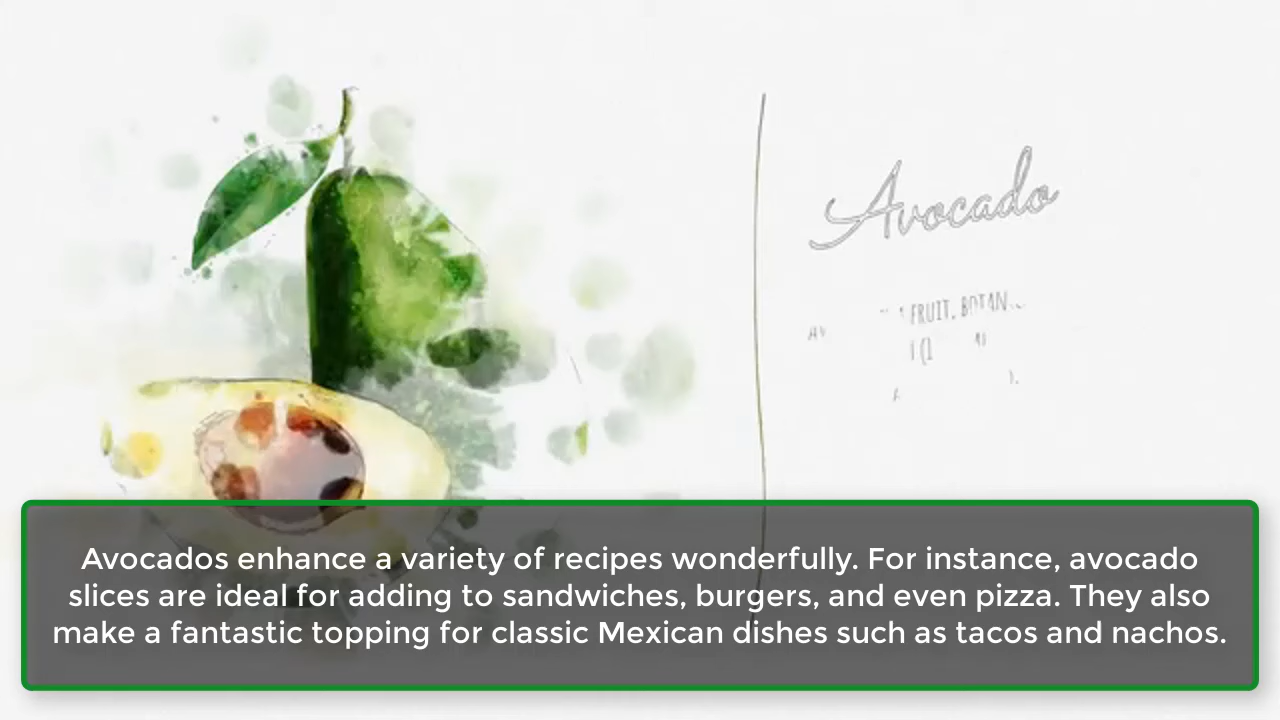 Avocado
FRUIT, BOTAN
Avocados enhance a variety of recipes wonderfully. For instance, avocado
slices are ideal for adding to sandwiches, burgers, and even pizza. They also
make a fantastic topping for classic Mexican dishes such as tacos and nachos.